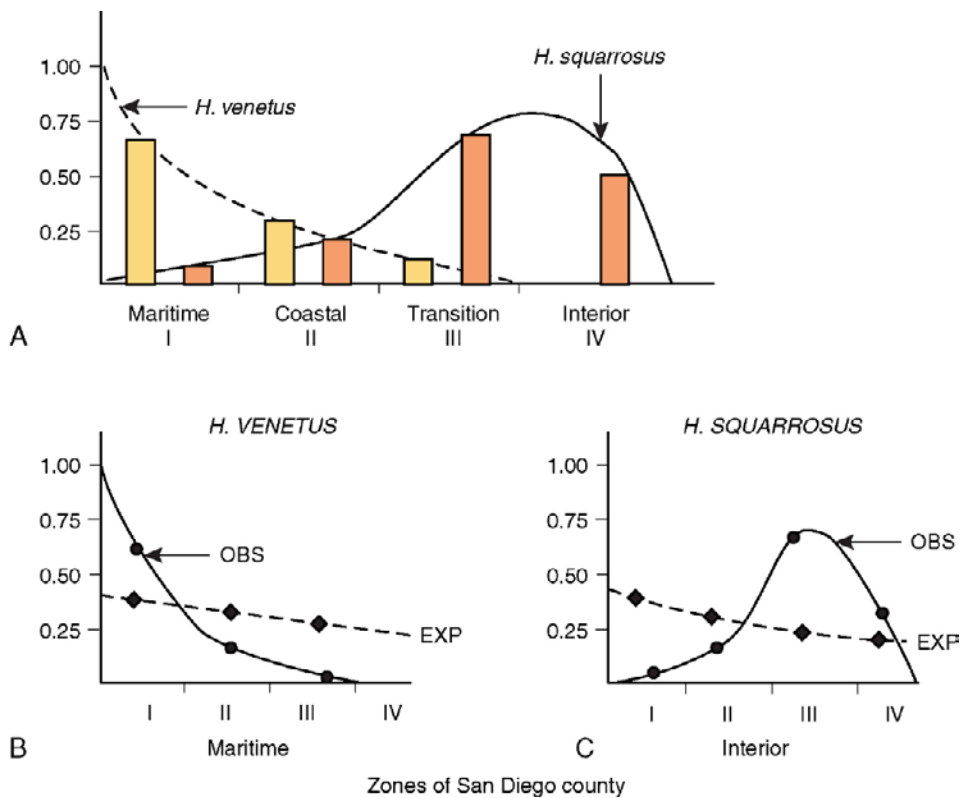 1.00
0.75
0.50
0.25
H. venetus
H. squarrosus
Maritime Coastal Transition Interior
I II III IV
A
H. VENETUS
1.00
0.75
0.50
0.25
OBS
EXP
I II III IV
B Maritime
H. SQUARROSUS
1.00
0.75
0.50
0.25
OBS
EXP
I II III IV
C Interior
Zones of San Diego county